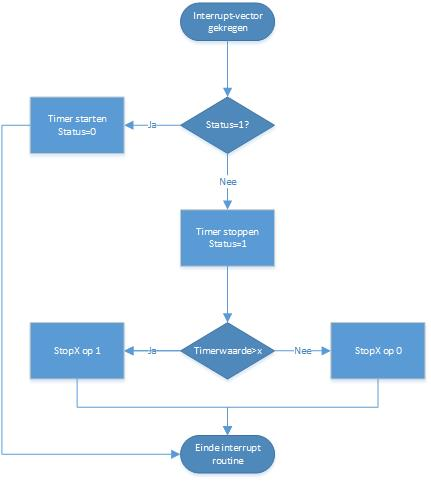 Interrupt-vector
gekregen
Timer starten
Status=0
Ja
Status=1?
Nee
Timer stoppen
Status=1
StopX op 1
Ja
Timerwaarde>x
Nee
StopX op 0
Einde interrupt
routine